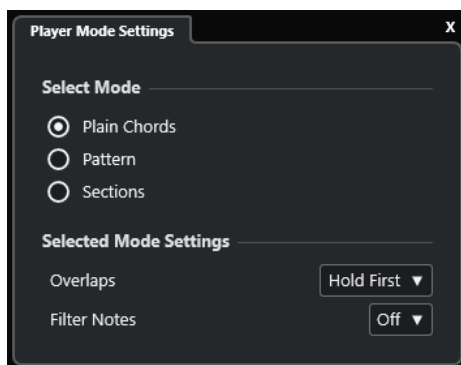 Player Mode Settings X
Select Mode
Plain Chords
Pattern
Sections
Selected Mode Settings
Overlaps Hold First ▼
Filter Notes Off ▼